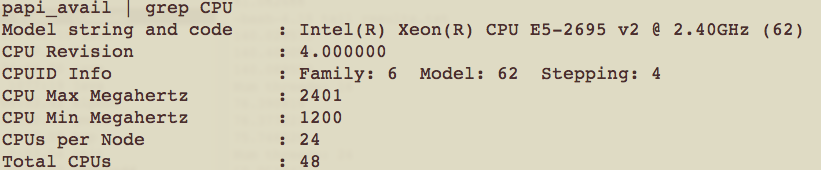 papi_avail | grep CPU
Model string and code : Intel(R) Xeon(R) CPU E5-2695 v2 @ 2.40GHz (62)
CPU Revision : 4.000000
CPUID Info : Family: 6 Model: 62 Stepping: 4
CPU Max Megahertz : 2401
CPU Min Megahertz : 1200
CPUs per Node : 24
Total CPUs : 48